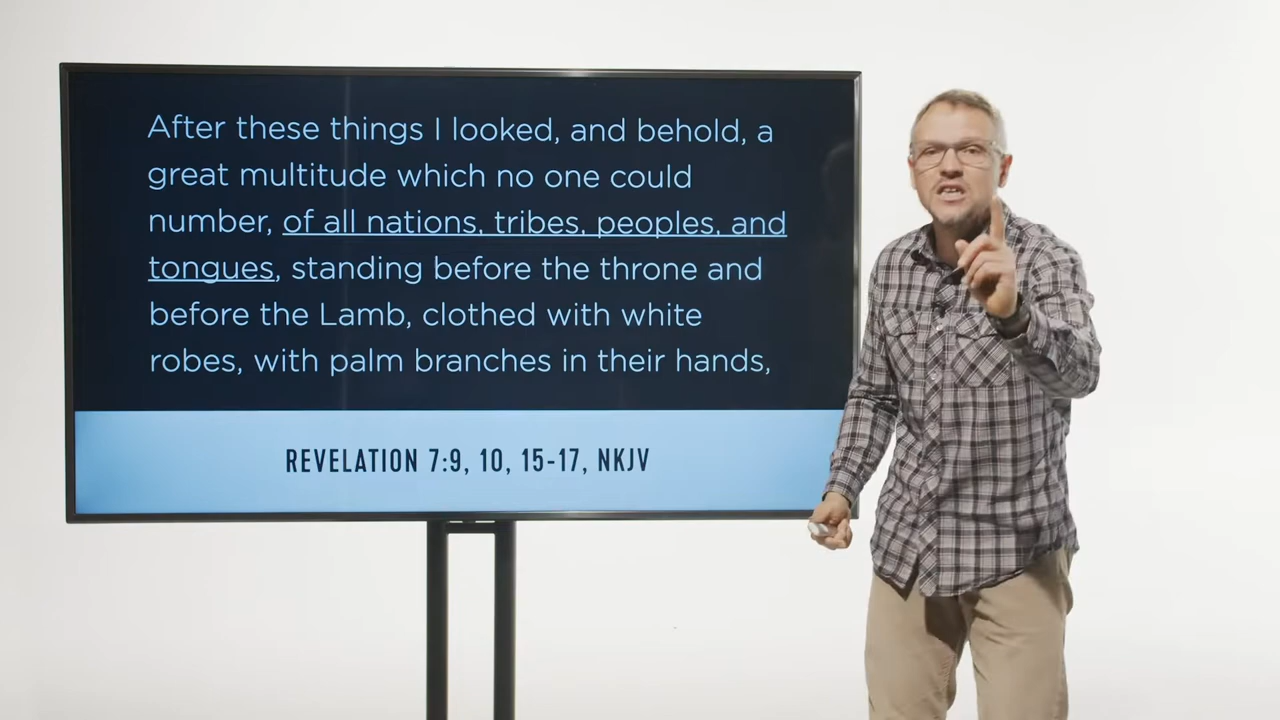 After these things I looked, and behold, a
great multitude which no one could
number, of all nations, tribes, peoples, and
tongues, standing before the throne and
before the Lamb, clothed with white
robes, with palm branches in their hands,
REVELATION 7:9, 10, 15-17, NKJV